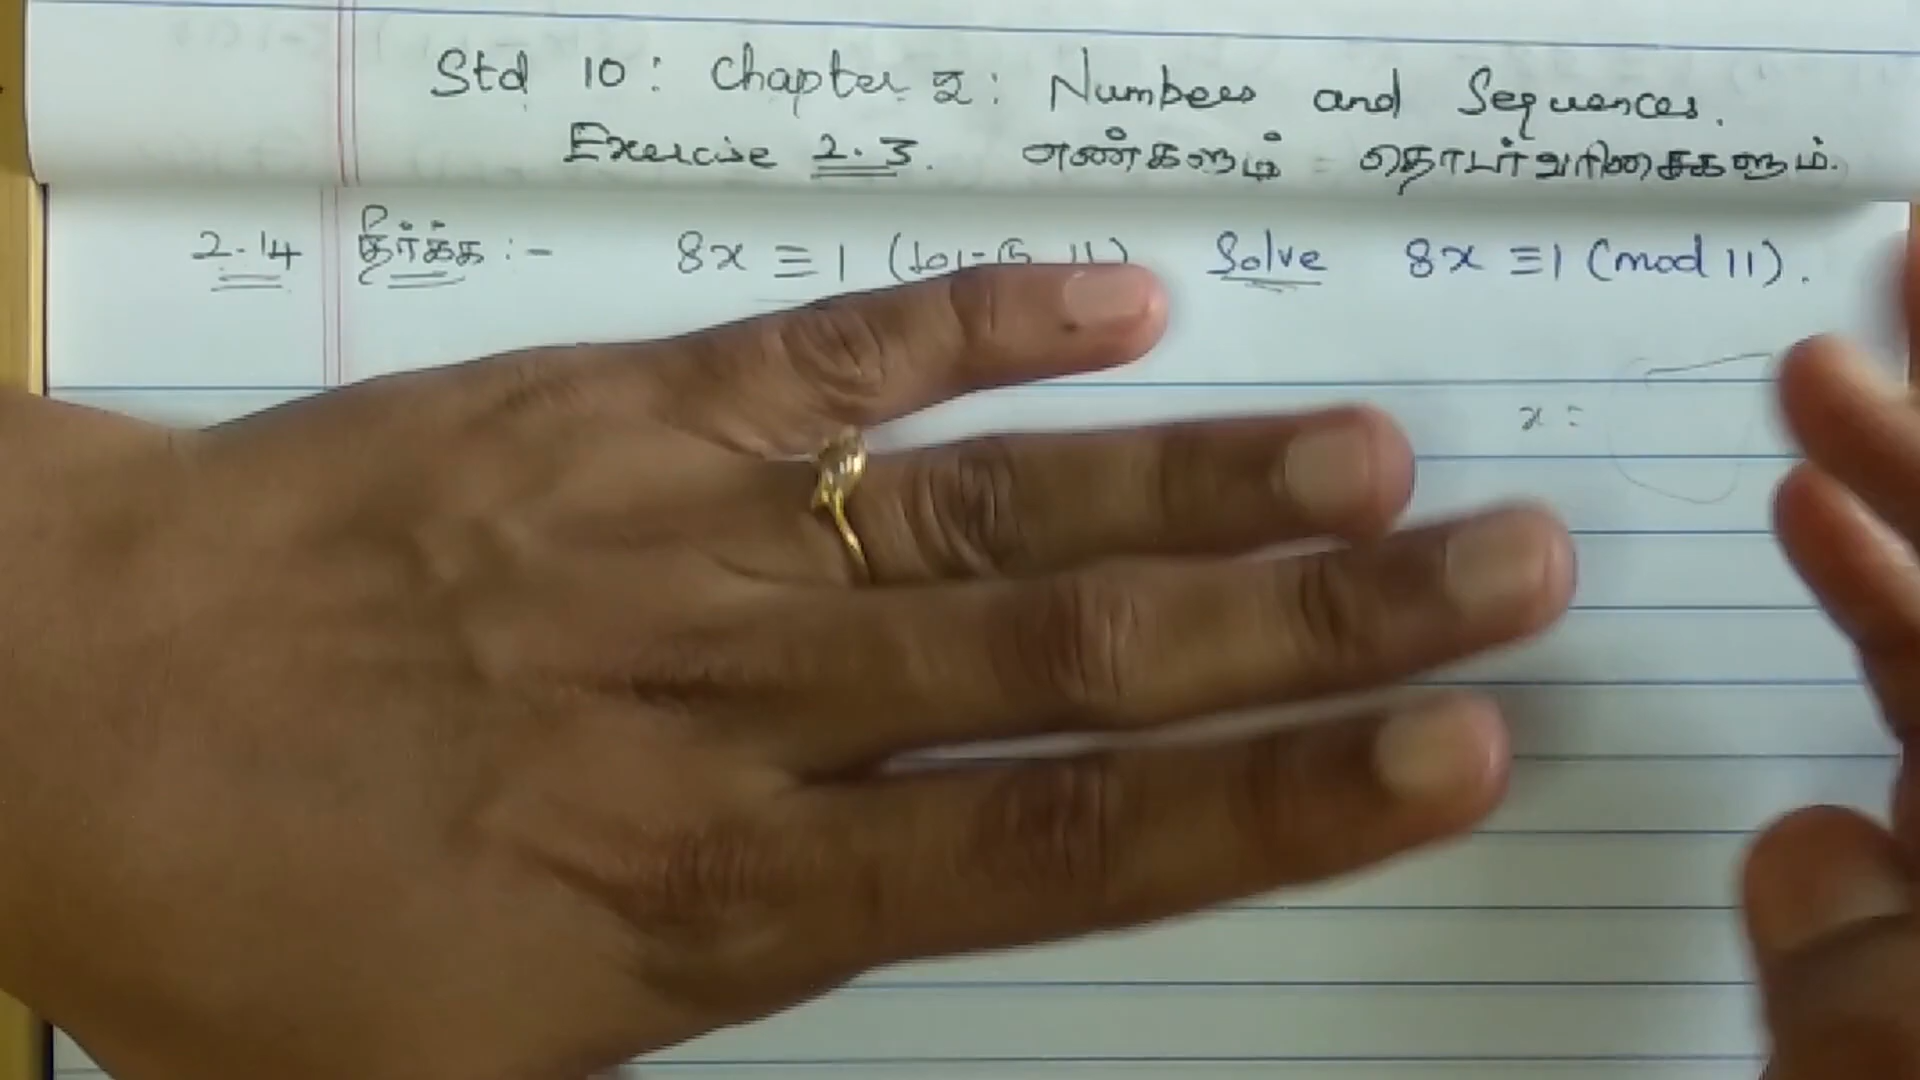 Std 10: Chapter 2: Numbers and Sequences.
Exercise 2.3. எண்களும் தொடர்வரிசைகளும்.
2.14 தீர்க்க :- 8x ≡ 1 Solve 8x ≡ 1 (mod 11).
x =